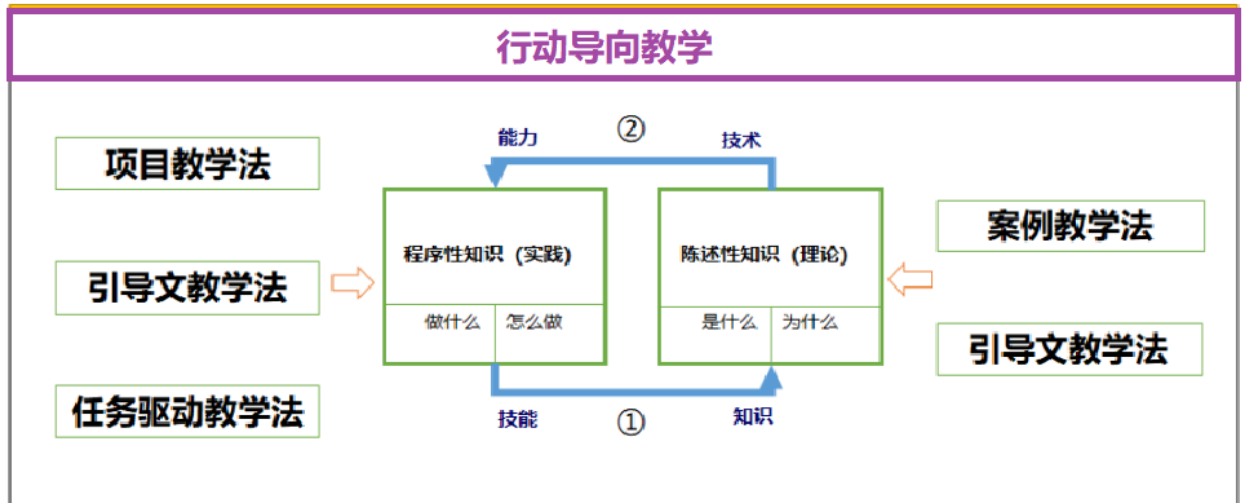 行动导向教学
项目教学法
引导文教学法
任务驱动教学法
能力
②
技术
程序性知识（实践)
做什么
怎么做
陈述性知识（理论)
是什么
为什么
技能
①
知识
案例教学法
引导文教学法